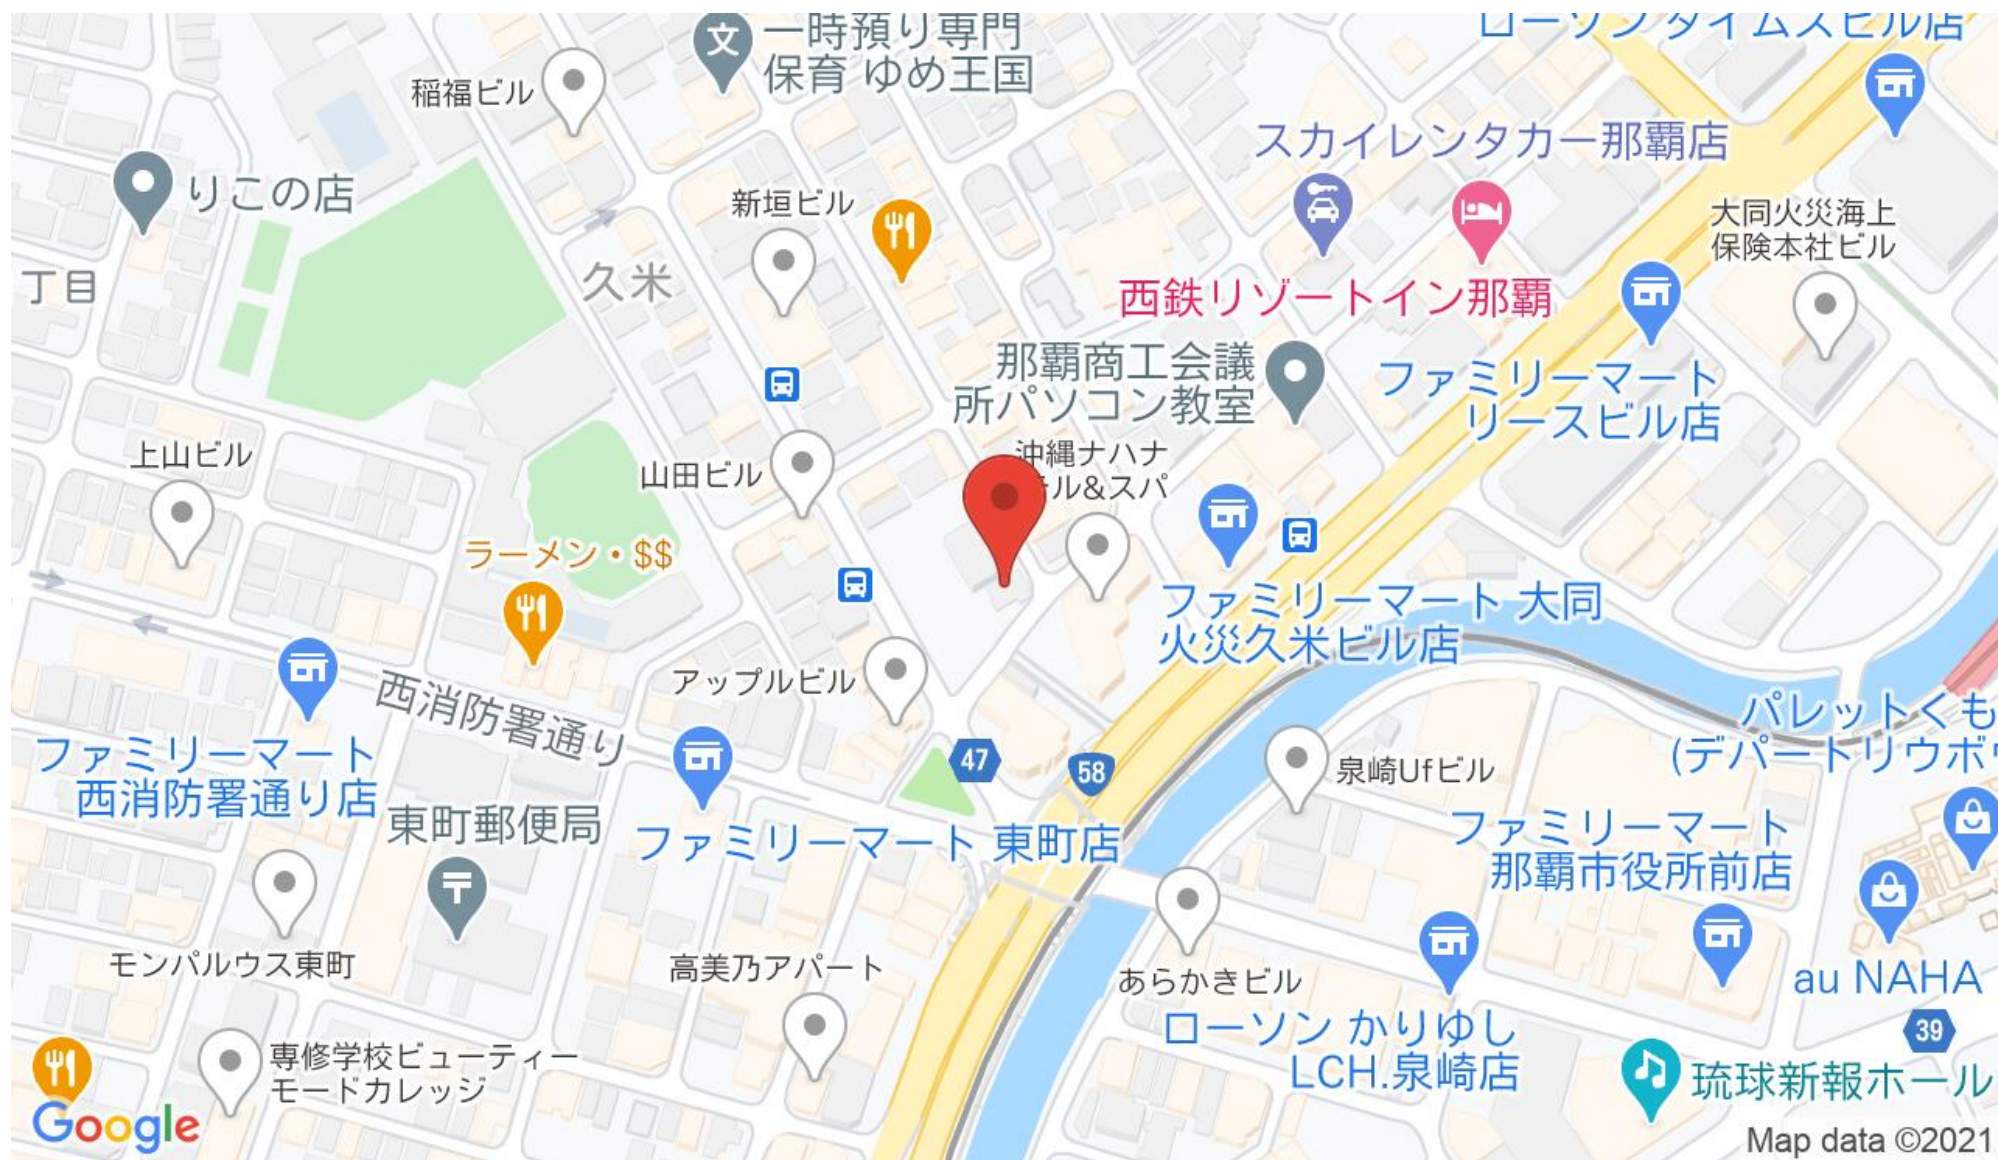 一時預り専門
保育 ゆめ王国
ローソン タイムスビル店
稲福ビル
スカイレンタカー那覇店
りこの店
新垣ビル
大同火災海上
保険本社ビル
丁目
久米
西鉄リゾートイン那覇
那覇商工会議
所パソコン教室
ファミリーマート
リースビル店
上山ビル
山田ビル
沖縄ナハナ
ル&スパ
ラーメン・$$
ファミリーマート 大同
火災久米ビル店
アップルビル
西消防署通り
ファミリーマート
西消防署通り店
パレットくも
(デパートリウボウ
47
58
泉崎Ufビル
東町郵便局
ファミリーマート 東町店
ファミリーマート
那覇市役所前店
モンパルウス東町
高美乃アパート
あらかきビル
au NAHA
ローソン かりゆし
LCH.泉崎店
39
専修学校ビューティー
モードカレッジ
琉球新報ホール
Google
Map data ©2021